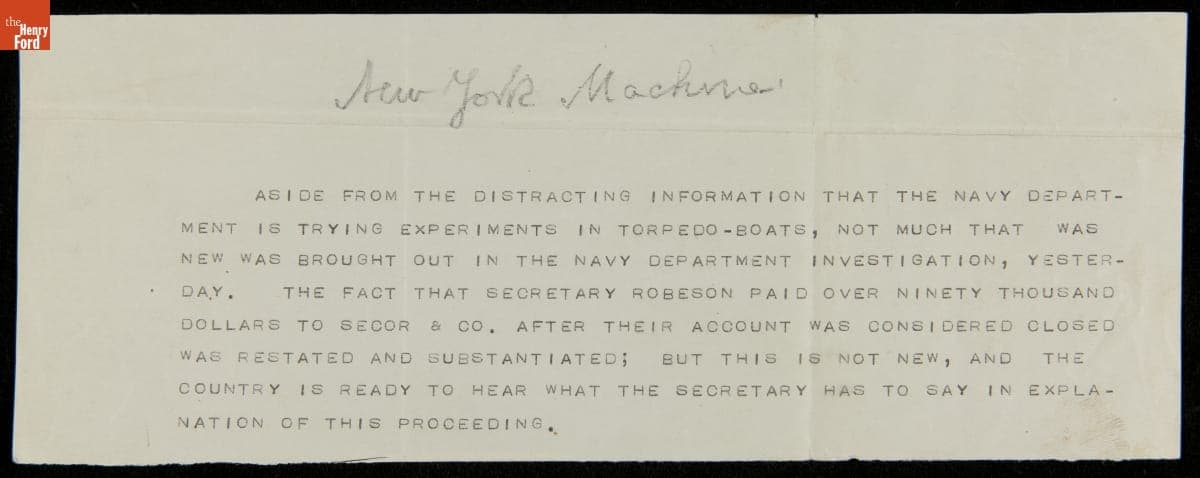 the
Henry
Ford
New York Machine
ASIDE FROM THE DISTRACTING INFORMATION THAT THE NAVY DEPART-
MENT IS TRYING EXPERIMENTS IN TORPEDO-BOATS, NOT MUCH THAT WAS
NEW WAS BROUGHT OUT IN THE NAVY DEPARTMENT INVESTIGATION, YESTER-
DAY. THE FACT THAT SECRETARY ROBESON PAID OVER NINETY THOUSAND
DOLLARS TO SECOR & CO. AFTER THEIR ACCOUNT WAS CONSIDERED CLOSED
WAS RESTATED AND SUBSTANTIATED; BUT THIS IS NOT NEW, AND THE
COUNTRY IS READY TO HEAR WHAT THE SECRETARY HAS TO SAY IN EXPLA-
NATION OF THIS PROCEEDING.